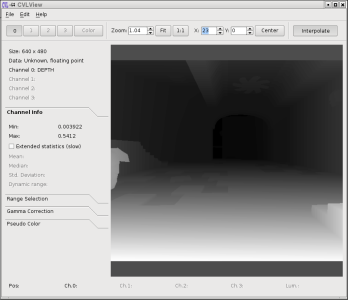 CVLView
File Edit Help
0 1 2 3 Color Zoom: 1.04 Fit 1:1 X: 23 Y: 0 Center Interpolate
Size: 640 x 480
Data: Unknown, floating point
Channel 0: DEPTH
Channel 1:
Channel 2:
Channel 3:
Channel Info
Min: 0.003922
Max: 0.5412
Extended statistics (slow)
Mean:
Median:
Std. Deviation:
Dynamic range:
Range Selection
Gamma Correction
Pseudo Color
Pos: Ch.0: Ch.1: Ch.2: Ch.3: Lum.: